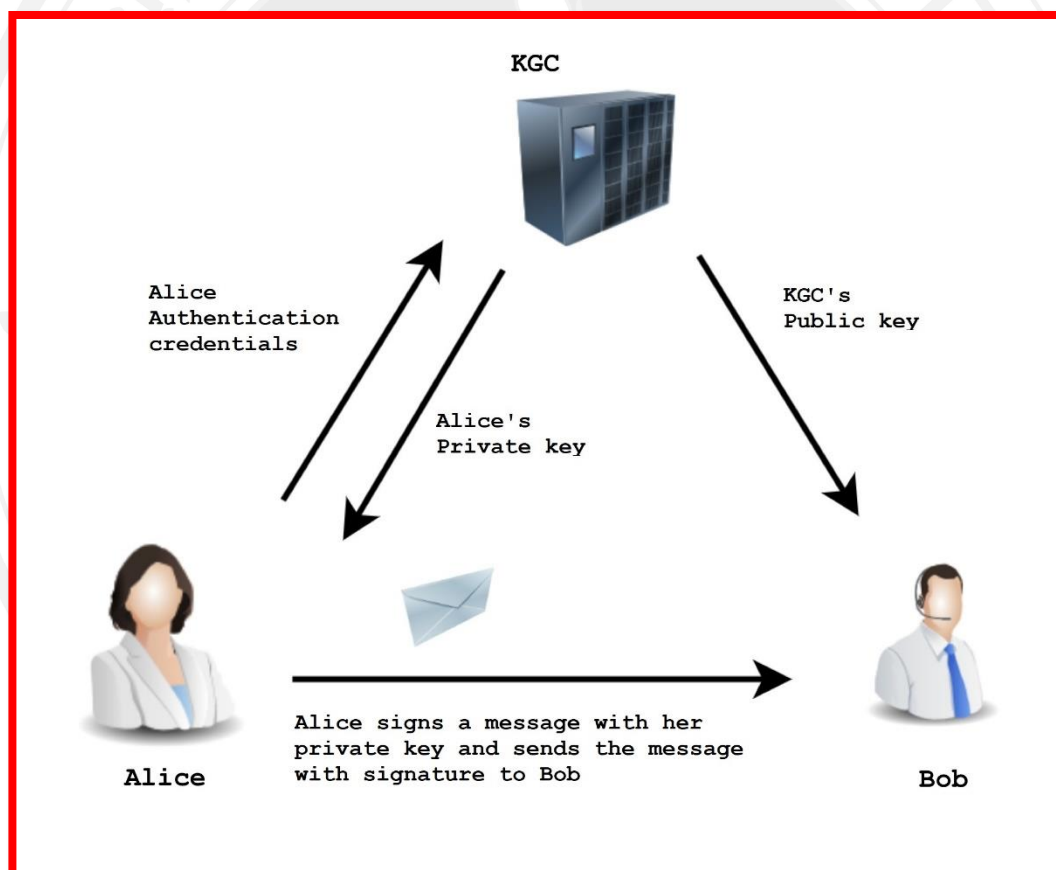 KGC
Alice
Authentication
credentials
KGC's
Public key
Alice's
Private key
Alice signs a message with her
private key and sends the message
with signature to Bob
Alice
Bob